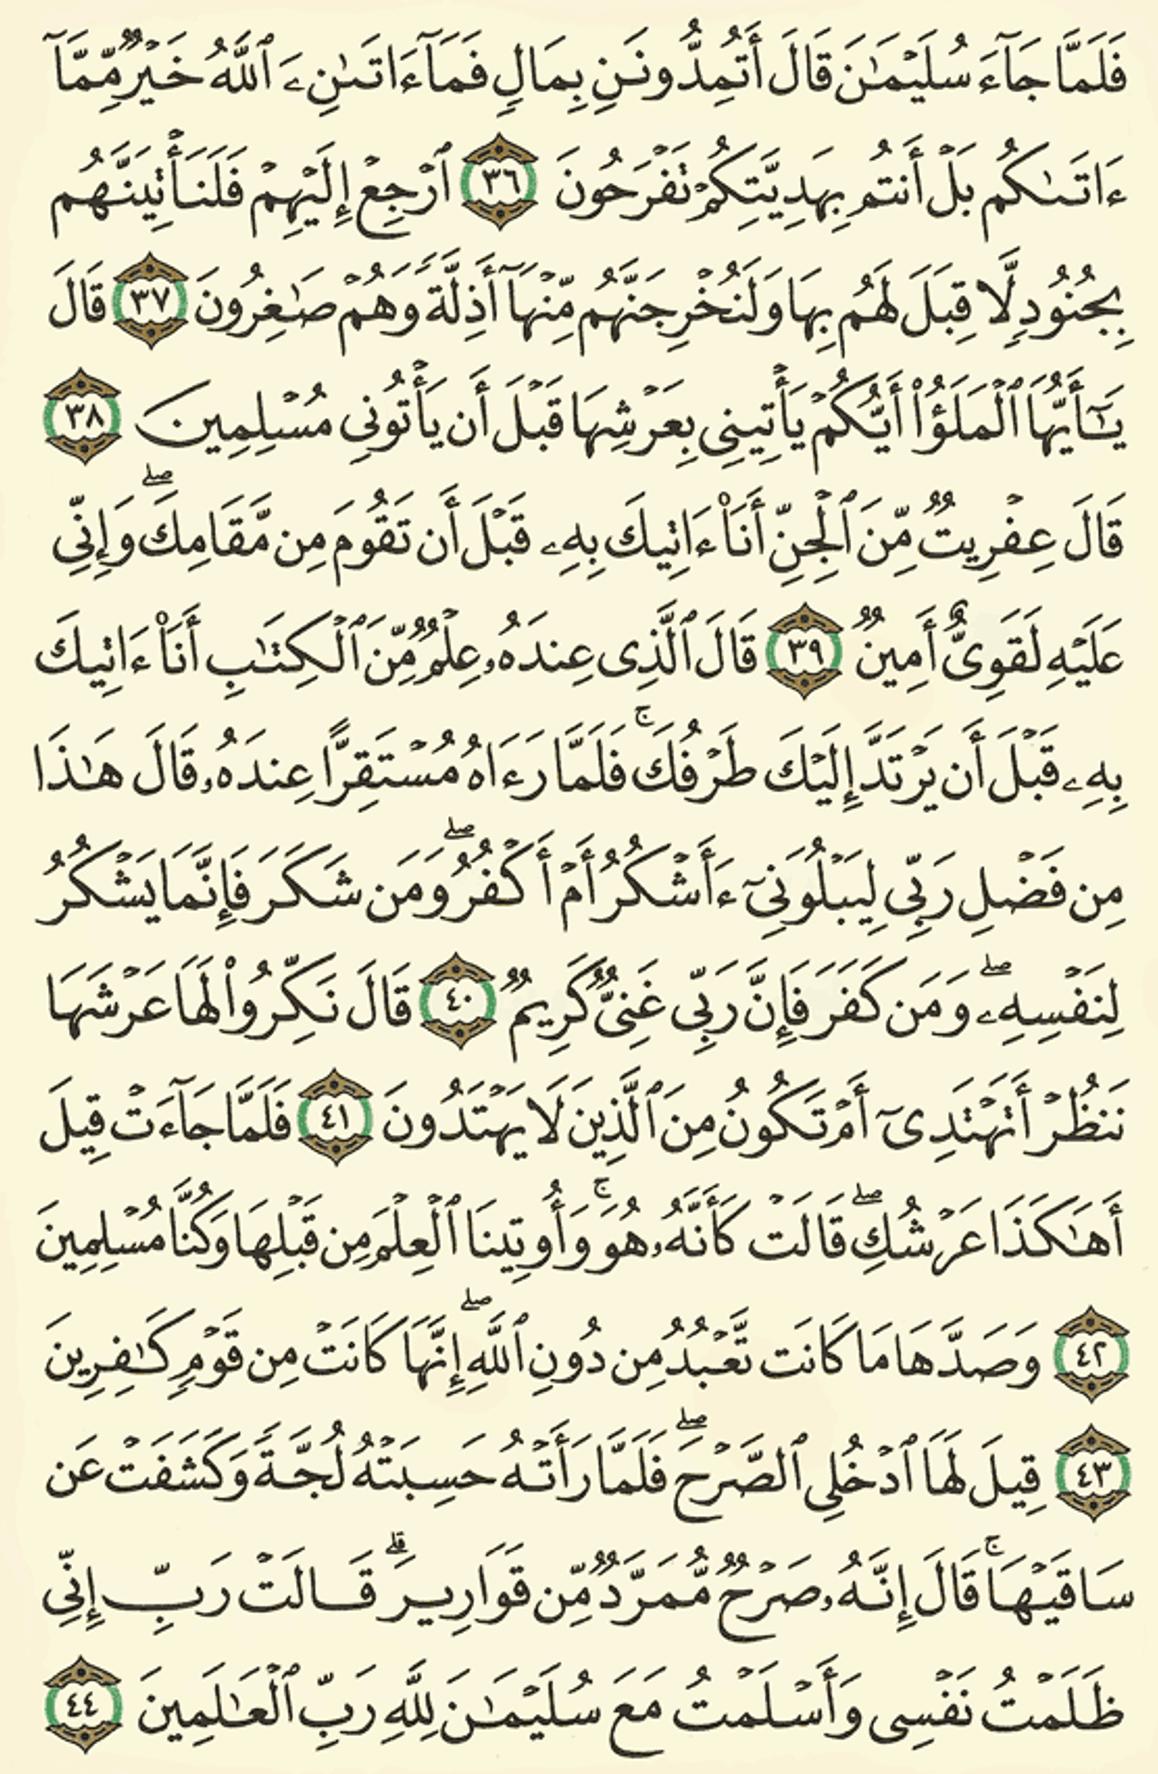 فَلَمَّا جَآءَ سُلَيْمَـٰنَ قَالَ أَتُمِدُّونَنِ بِمَالٍ فَمَآ ءَاتَىٰنِۦَ ٱللَّهُ خَيْرٌ مِّمَّآ
ءَاتَىٰكُم بَلْ أَنتُم بِهَدِيَّتِكُمْ تَفْرَحُونَ ٣٦ ٱرْجِعْ إِلَيْهِمْ فَلَنَأْتِيَنَّهُم
بِجُنُودٍ لَّا قِبَلَ لَهُم بِهَا وَلَنُخْرِجَنَّهُم مِّنْهَآ أَذِلَّةً وَهُمْ صَـٰغِرُونَ ٣٧ قَالَ
يَـٰٓأَيُّهَا ٱلْمَلَؤُا۟ أَيُّكُمْ يَأْتِينِى بِعَرْشِهَا قَبْلَ أَن يَأْتُونِى مُسْلِمِينَ ٣٨
قَالَ عِفْرِيتٌ مِّنَ ٱلْجِنِّ أَنَا۠ ءَاتِيكَ بِهِۦ قَبْلَ أَن تَقُومَ مِن مَّقَامِكَ ۖ وَإِنِّى
عَلَيْهِ لَقَوِىٌّ أَمِينٌ ٣٩ قَالَ ٱلَّذِى عِندَهُۥ عِلْمٌ مِّنَ ٱلْكِتَـٰبِ أَنَا۠ ءَاتِيكَ
بِهِۦ قَبْلَ أَن يَرْتَدَّ إِلَيْكَ طَرْفُكَ ۚ فَلَمَّا رَءَاهُ مُسْتَقِرًّا عِندَهُۥ قَالَ هَـٰذَا
مِن فَضْلِ رَبِّى لِيَبْلُوَنِىٓ ءَأَشْكُرُ أَمْ أَكْفُرُ ۖ وَمَن شَكَرَ فَإِنَّمَا يَشْكُرُ
لِنَفْسِهِۦ ۖ وَمَن كَفَرَ فَإِنَّ رَبِّى غَنِىٌّ كَرِيمٌ ٤٠ قَالَ نَكِّرُوا۟ لَهَا عَرْشَهَا
نَنظُرْ أَتَهْتَدِىٓ أَمْ تَكُونُ مِنَ ٱلَّذِينَ لَا يَهْتَدُونَ ٤١ فَلَمَّا جَآءَتْ قِيلَ
أَهَـٰكَذَا عَرْشُكِ ۖ قَالَتْ كَأَنَّهُۥ هُوَ ۚ وَأُوتِينَا ٱلْعِلْمَ مِن قَبْلِهَا وَكُنَّا مُسْلِمِينَ
٤٢ وَصَدَّهَا مَا كَانَت تَّعْبُدُ مِن دُونِ ٱللَّهِ ۖ إِنَّهَا كَانَتْ مِن قَوْمٍ كَـٰفِرِينَ
٤٣ قِيلَ لَهَا ٱدْخُلِى ٱلصَّرْحَ ۖ فَلَمَّا رَأَتْهُ حَسِبَتْهُ لُجَّةً وَكَشَفَتْ عَن
سَاقَيْهَا ۚ قَالَ إِنَّهُۥ صَرْحٌ مُّمَرَّدٌ مِّن قَوَارِيرَ ۗ قَالَتْ رَبِّ إِنِّى
ظَلَمْتُ نَفْسِى وَأَسْلَمْتُ مَعَ سُلَيْمَـٰنَ لِلَّهِ رَبِّ ٱلْعَـٰلَمِينَ ٤٤